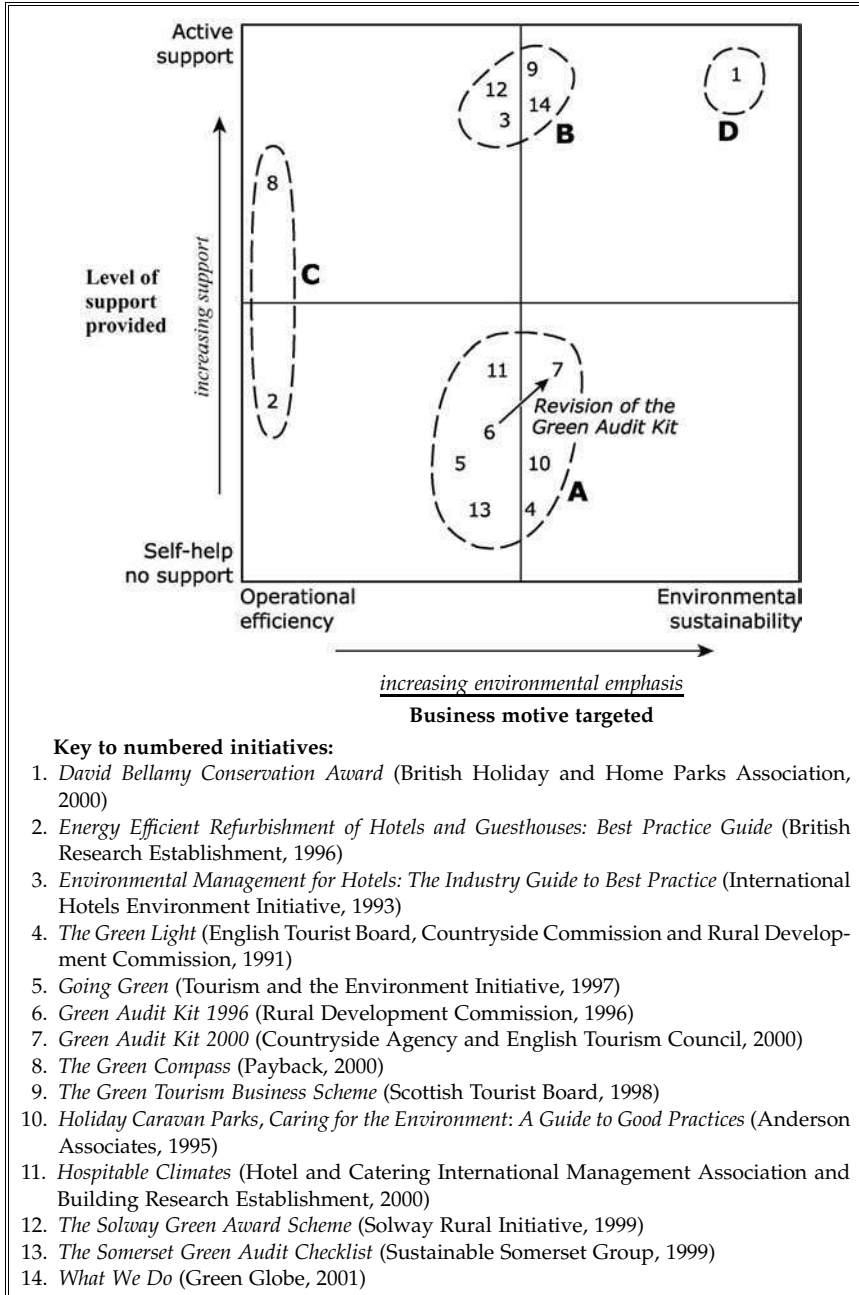 Active
support
9
1
12
14
3
B
D
8
increasing support
C
Level of
support
provided
11
7
2
Revision of the
Green Audit Kit
6
5
10
A
13
4
Self-help
no support
Operational
efficiency
Environmental
sustainability
increasing environmental emphasis
Business motive targeted
Key to numbered initiatives:
1. David Bellamy Conservation Award (British Holiday and Home Parks Association,
2000)
2. Energy Efficient Refurbishment of Hotels and Guesthouses: Best Practice Guide (British
Research Establishment, 1996)
3. Environmental Management for Hotels: The Industry Guide to Best Practice (International
Hotels Environment Initiative, 1993)
4. The Green Light (English Tourist Board, Countryside Commission and Rural Develop-
ment Commission, 1991)
5. Going Green (Tourism and the Environment Initiative, 1997)
6. Green Audit Kit 1996 (Rural Development Commission, 1996)
7. Green Audit Kit 2000 (Countryside Agency and English Tourism Council, 2000)
8. The Green Compass (Payback, 2000)
9. The Green Tourism Business Scheme (Scottish Tourist Board, 1998)
10. Holiday Caravan Parks, Caring for the Environment: A Guide to Good Practices (Anderson
Associates, 1995)
11. Hospitable Climates (Hotel and Catering International Management Association and
Building Research Establishment, 2000)
12. The Solway Green Award Scheme (Solway Rural Initiative, 1999)
13. The Somerset Green Audit Checklist (Sustainable Somerset Group, 1999)
14. What We Do (Green Globe, 2001)